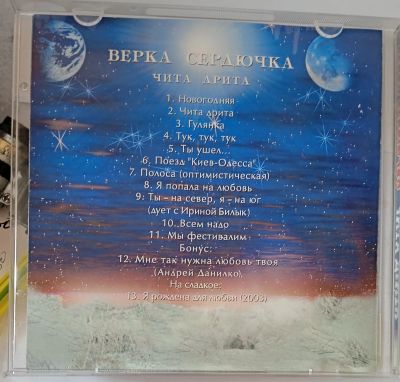 ВЕРКА СЕРДЮЧКА
ЧИТА ДРИТА
1. Новогодняя
2. Чита дрита
3. Гулянка
4. Тук, тук, тук
5. Ты ушел...
6. Поезд "Киев-Одесса"
7. Полоса (оптимистическая)
8. Я попала на любовь
9. Ты - на север, я - на юг
(дует с Ириной Билык)
10. Всем надо
11. Мы фестивалим
Бонус:
12. Мне так нужна любовь твоя
(Андрей Данилко)
На сладкое:
13. Я рождена для любви (2003)